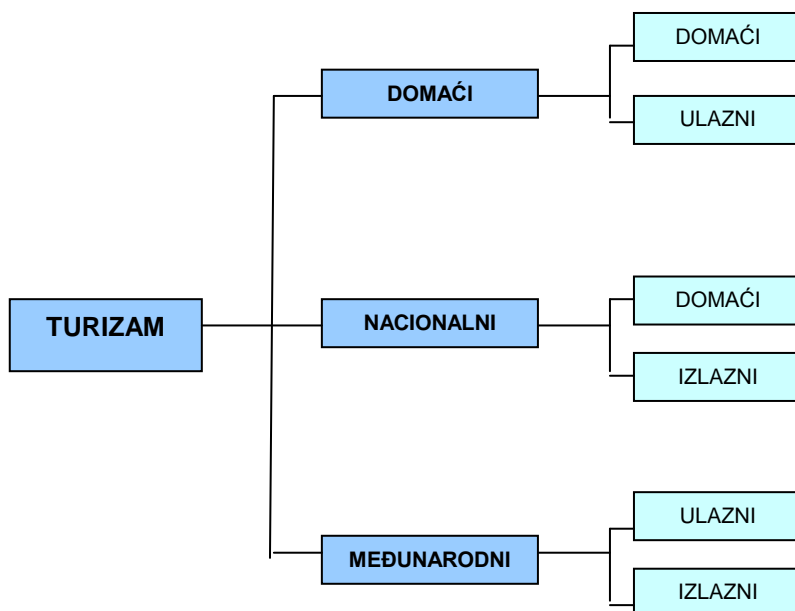 DOMAĆI
DOMAĆI
ULAZNI
TURIZAM
NACIONALNI
DOMAĆI
IZLAZNI
MEĐUNARODNI
ULAZNI
IZLAZNI